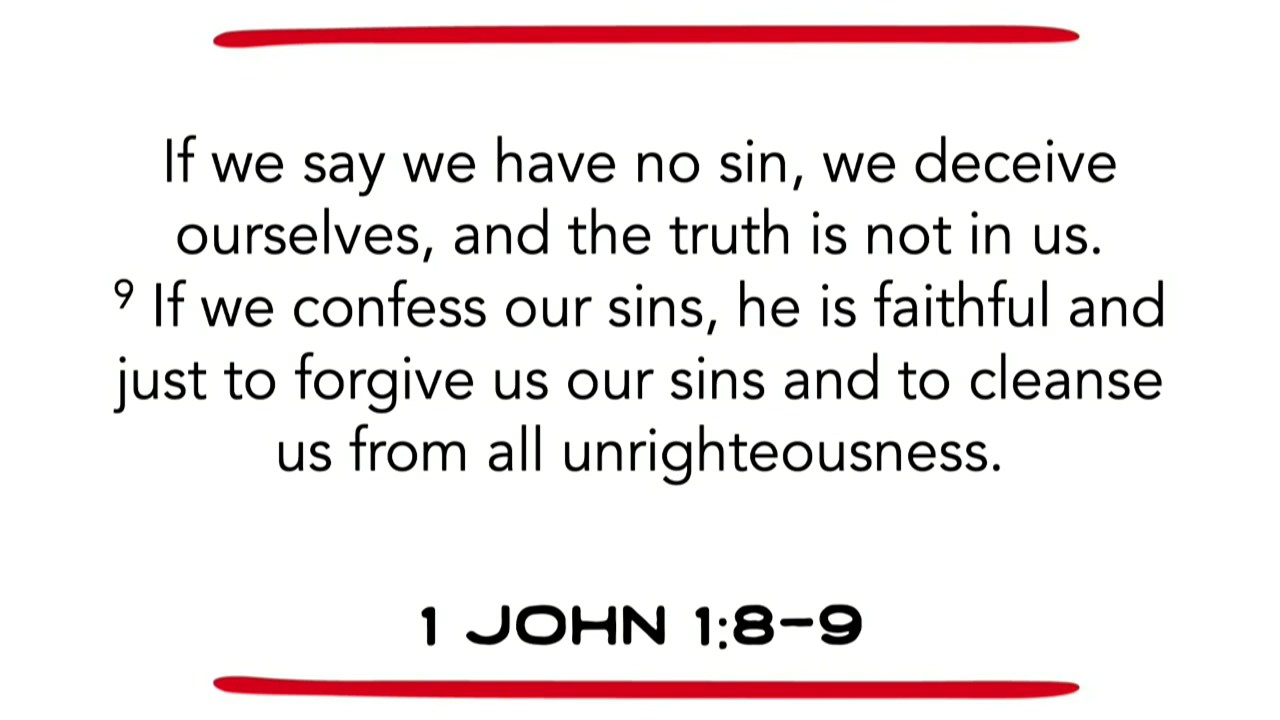 If we say we have no sin, we deceive
ourselves, and the truth is not in us.
⁹ If we confess our sins, he is faithful and
just to forgive us our sins and to cleanse
us from all unrighteousness.
1 JOHN 1:8–9